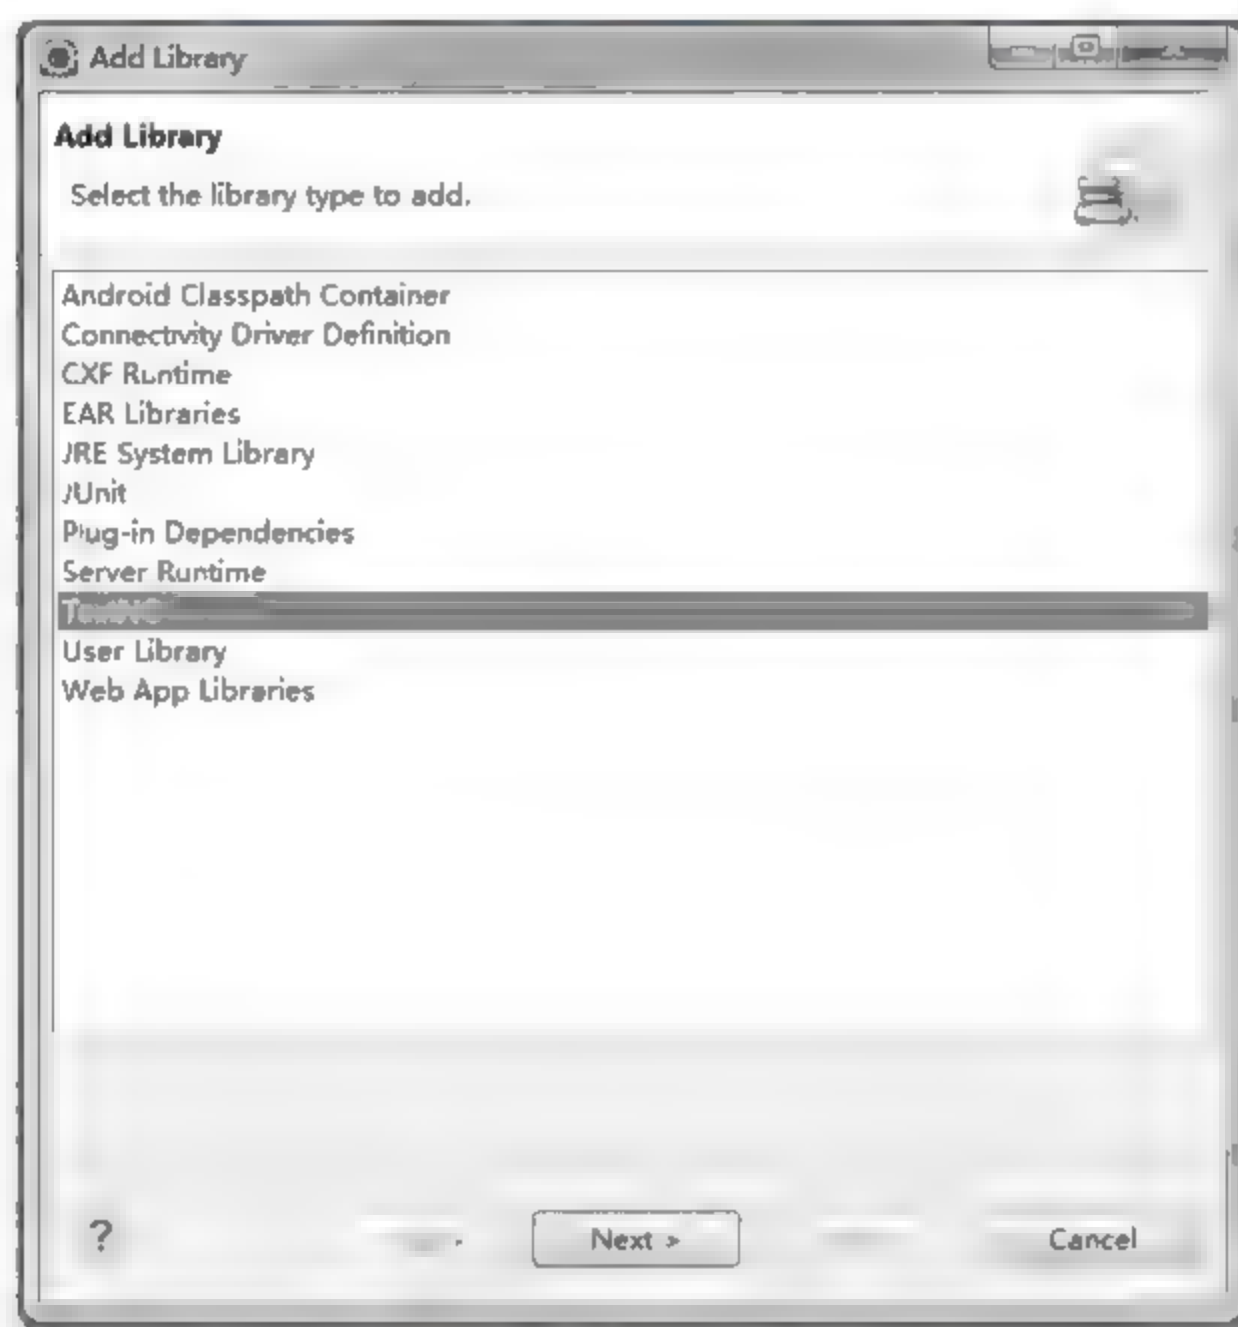 Add Library
Add Library
Select the library type to add.
Android Classpath Container
Connectivity Driver Definition
CXF Runtime
EAR Libraries
JRE System Library
JUnit
Plug-in Dependencies
Server Runtime
User Library
Web App Libraries
?
Next >
Cancel